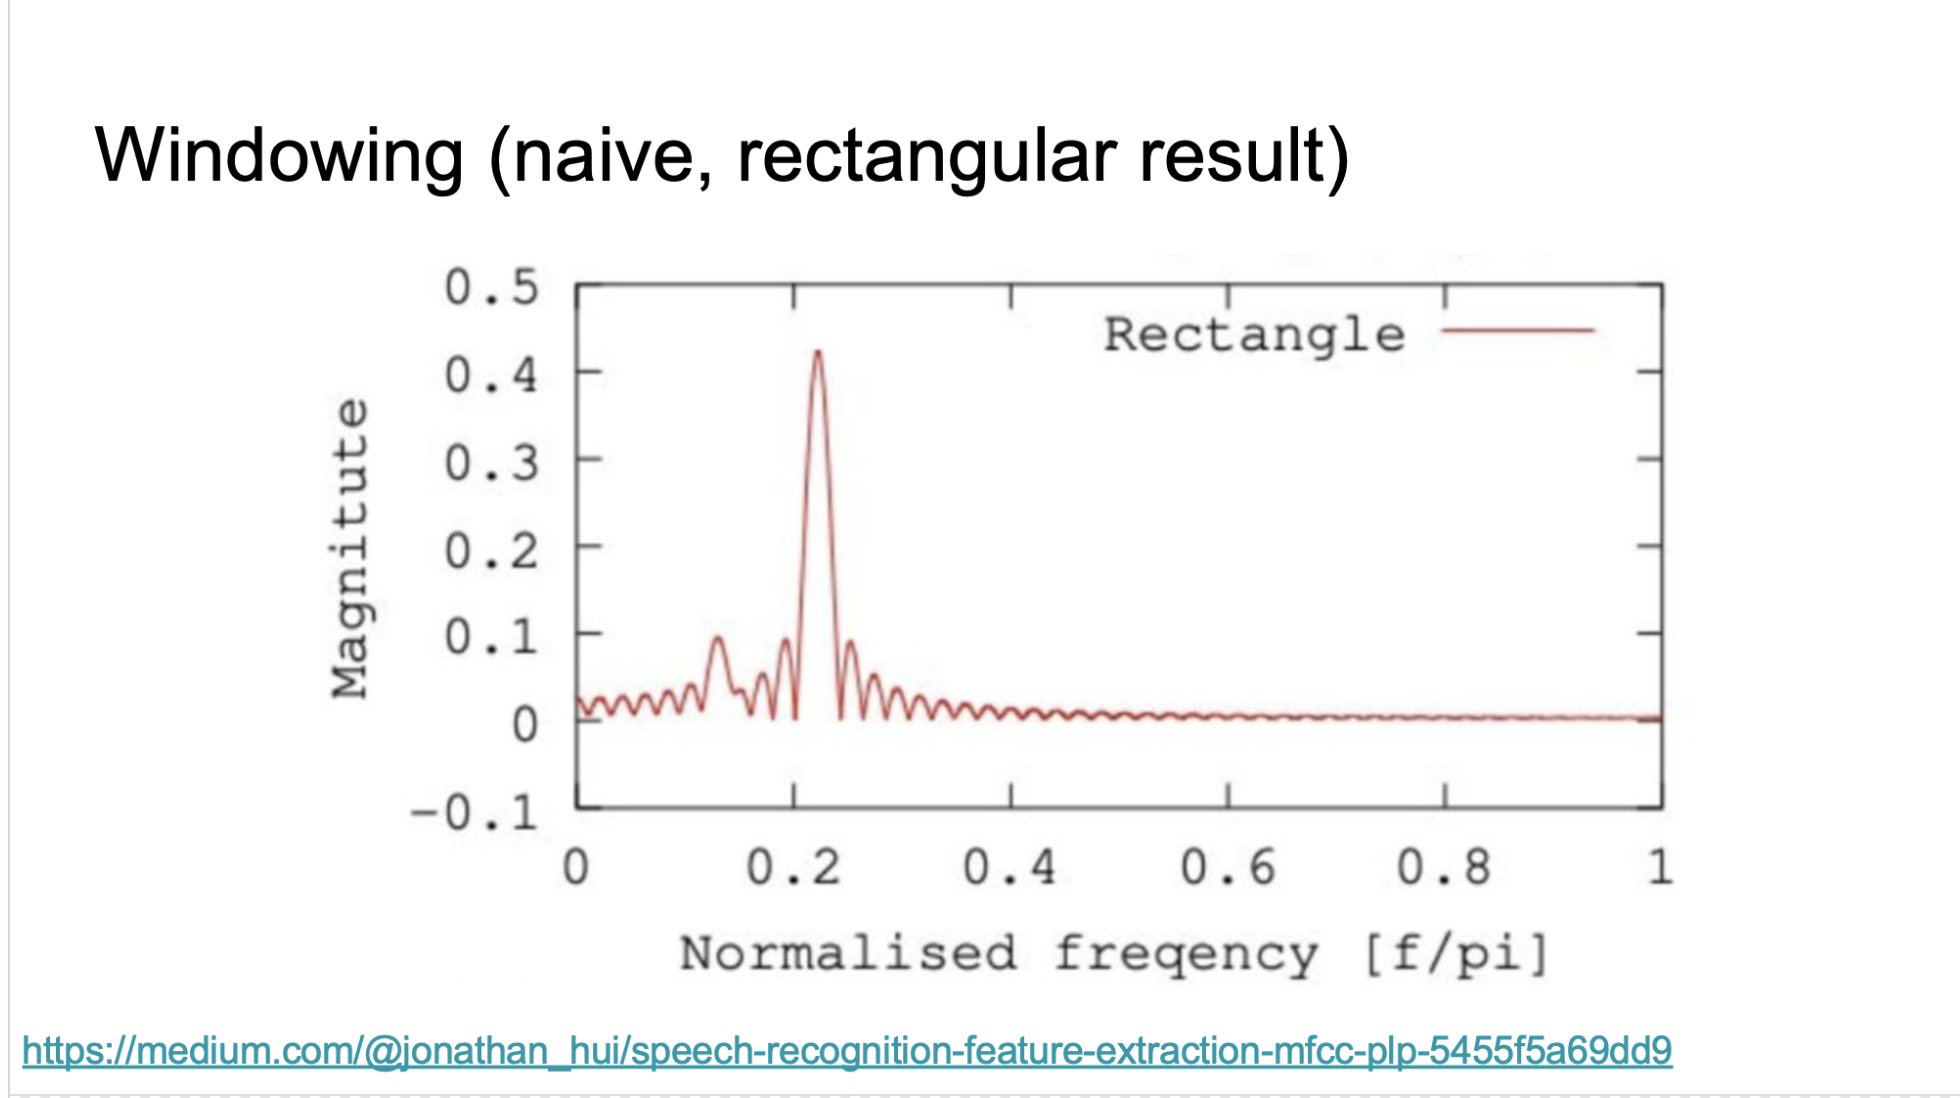 Windowing (naive, rectangular result)
0.5
Rectangle
0.4
0.3
0.2
0.1
0
-0.1
Magnitute
0 0.2 0.4 0.6 0.8 1
Normalised freqency [f/pi]
https://medium.com/@jonathan_hui/speech-recognition-feature-extraction-mfcc-plp-5455f5a69dd9